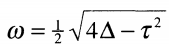 ω = ½√4Δ − τ²